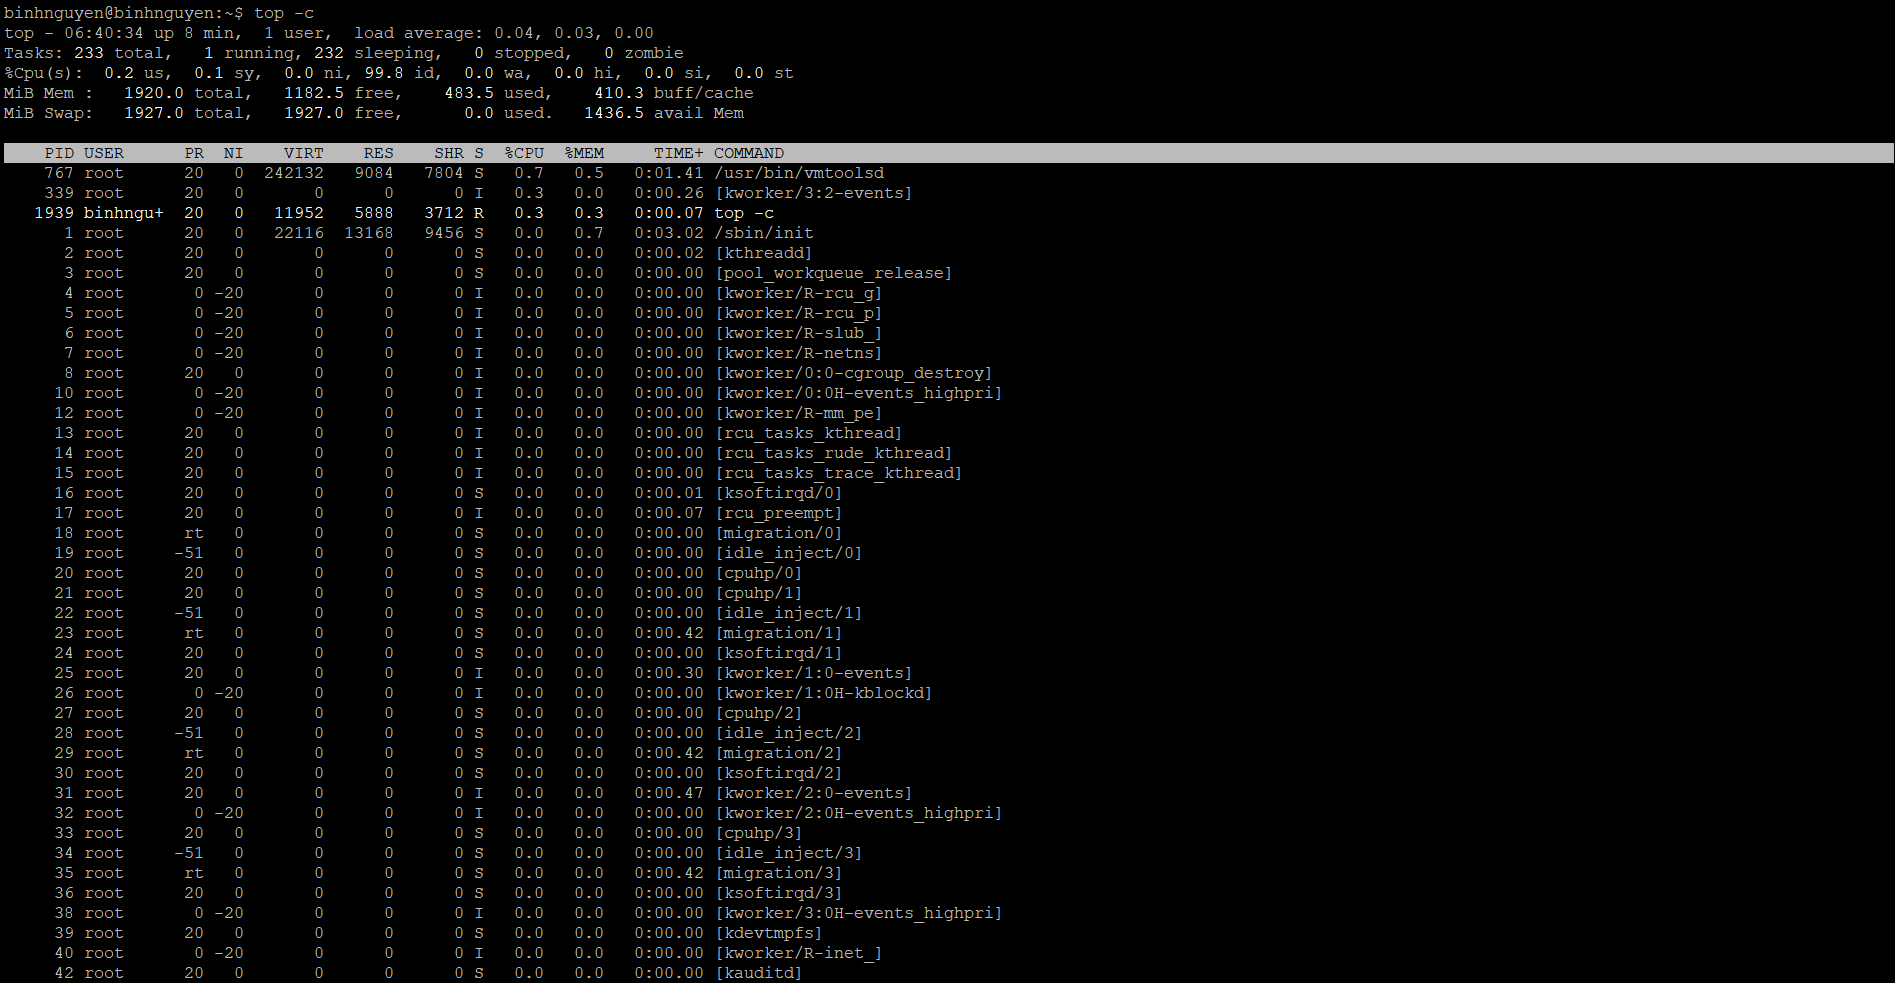 binhnguyen@binhnguyen:~$ top -c
top - 06:40:34 up 8 min,  1 user,  load average: 0.04, 0.03, 0.00
Tasks: 233 total,   1 running, 232 sleeping,   0 stopped,   0 zombie
%Cpu(s):  0.2 us,  0.1 sy,  0.0 ni, 99.8 id,  0.0 wa,  0.0 hi,  0.0 si,  0.0 st
MiB Mem :   1920.0 total,   1182.5 free,    483.5 used,    410.3 buff/cache
MiB Swap:   1927.0 total,   1927.0 free,      0.0 used.   1436.5 avail Mem
PID USER      PR  NI    VIRT    RES    SHR S  %CPU  %MEM     TIME+ COMMAND
767 root      20   0  242132   9084   7804 S   0.7   0.5   0:01.41 /usr/bin/vmtoolsd
339 root      20   0       0      0      0 I   0.3   0.0   0:00.26 [kworker/3:2-events]
1939 binhngu+  20   0   11952   5888   3712 R   0.3   0.3   0:00.07 top -c
1 root      20   0   22116  13168   9456 S   0.0   0.7   0:03.02 /sbin/init
2 root      20   0       0      0      0 S   0.0   0.0   0:00.02 [kthreadd]
3 root      20   0       0      0      0 S   0.0   0.0   0:00.00 [pool_workqueue_release]
4 root       0 -20       0      0      0 I   0.0   0.0   0:00.00 [kworker/R-rcu_g]
5 root       0 -20       0      0      0 I   0.0   0.0   0:00.00 [kworker/R-rcu_p]
6 root       0 -20       0      0      0 I   0.0   0.0   0:00.00 [kworker/R-slub_]
7 root       0 -20       0      0      0 I   0.0   0.0   0:00.00 [kworker/R-netns]
8 root      20   0       0      0      0 I   0.0   0.0   0:00.00 [kworker/0:0-cgroup_destroy]
10 root       0 -20       0      0      0 I   0.0   0.0   0:00.00 [kworker/0:0H-events_highpri]
12 root       0 -20       0      0      0 I   0.0   0.0   0:00.00 [kworker/R-mm_pe]
13 root      20   0       0      0      0 I   0.0   0.0   0:00.00 [rcu_tasks_kthread]
14 root      20   0       0      0      0 I   0.0   0.0   0:00.00 [rcu_tasks_rude_kthread]
15 root      20   0       0      0      0 I   0.0   0.0   0:00.00 [rcu_tasks_trace_kthread]
16 root      20   0       0      0      0 S   0.0   0.0   0:00.01 [ksoftirqd/0]
17 root      20   0       0      0      0 I   0.0   0.0   0:00.07 [rcu_preempt]
18 root      rt   0       0      0      0 S   0.0   0.0   0:00.00 [migration/0]
19 root     -51   0       0      0      0 S   0.0   0.0   0:00.00 [idle_inject/0]
20 root      20   0       0      0      0 S   0.0   0.0   0:00.00 [cpuhp/0]
21 root      20   0       0      0      0 S   0.0   0.0   0:00.00 [cpuhp/1]
22 root     -51   0       0      0      0 S   0.0   0.0   0:00.00 [idle_inject/1]
23 root      rt   0       0      0      0 S   0.0   0.0   0:00.42 [migration/1]
24 root      20   0       0      0      0 S   0.0   0.0   0:00.00 [ksoftirqd/1]
25 root      20   0       0      0      0 I   0.0   0.0   0:00.30 [kworker/1:0-events]
26 root       0 -20       0      0      0 I   0.0   0.0   0:00.00 [kworker/1:0H-kblockd]
27 root      20   0       0      0      0 S   0.0   0.0   0:00.00 [cpuhp/2]
28 root     -51   0       0      0      0 S   0.0   0.0   0:00.00 [idle_inject/2]
29 root      rt   0       0      0      0 S   0.0   0.0   0:00.42 [migration/2]
30 root      20   0       0      0      0 S   0.0   0.0   0:00.00 [ksoftirqd/2]
31 root      20   0       0      0      0 I   0.0   0.0   0:00.47 [kworker/2:0-events]
32 root       0 -20       0      0      0 I   0.0   0.0   0:00.00 [kworker/2:0H-events_highpri]
33 root      20   0       0      0      0 S   0.0   0.0   0:00.00 [cpuhp/3]
34 root     -51   0       0      0      0 S   0.0   0.0   0:00.00 [idle_inject/3]
35 root      rt   0       0      0      0 S   0.0   0.0   0:00.42 [migration/3]
36 root      20   0       0      0      0 S   0.0   0.0   0:00.00 [ksoftirqd/3]
38 root       0 -20       0      0      0 I   0.0   0.0   0:00.00 [kworker/3:0H-events_highpri]
39 root      20   0       0      0      0 S   0.0   0.0   0:00.00 [kdevtmpfs]
40 root       0 -20       0      0      0 I   0.0   0.0   0:00.00 [kworker/R-inet_]
42 root      20   0       0      0      0 S   0.0   0.0   0:00.00 [kauditd]